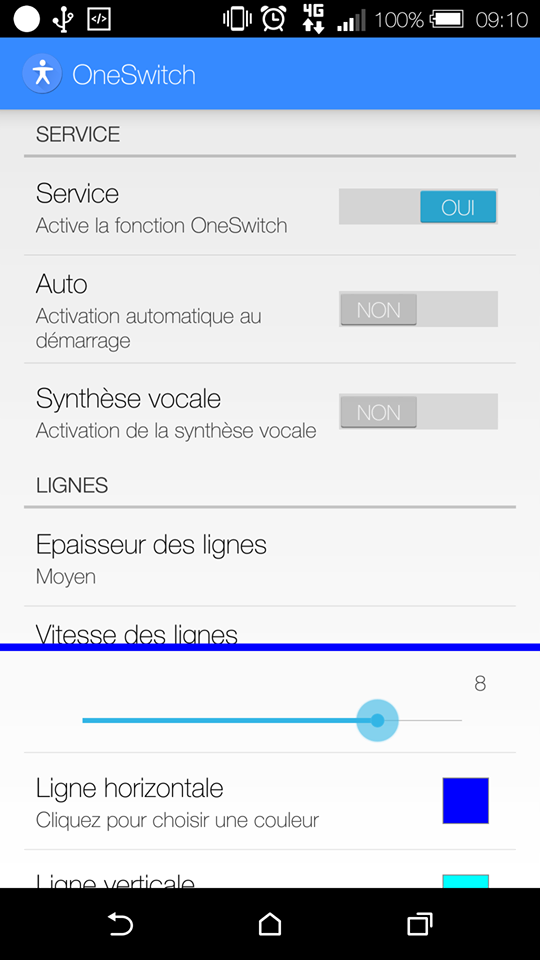 4G 100% 09:10
OneSwitch
SERVICE
Service
Active la fonction OneSwitch
OUI
Auto
Activation automatique au
démarrage
NON
Synthèse vocale
Activation de la synthèse vocale
NON
LIGNES
Epaisseur des lignes
Moyen
Vitesse des lignes
8
Ligne horizontale
Cliquez pour choisir une couleur
Ligne verticale